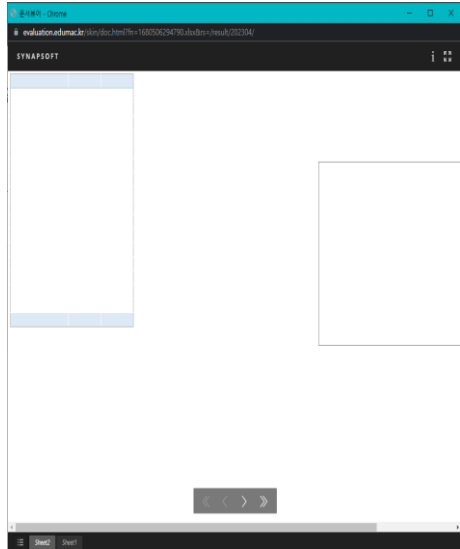 문서뷰어 - Chrome
evaluation.edumac.kr/skin/doc.html?fn=1680506294790.xlsx&rs=/result/202304/
SYNAPSOFT
Sheet2 Sheet1